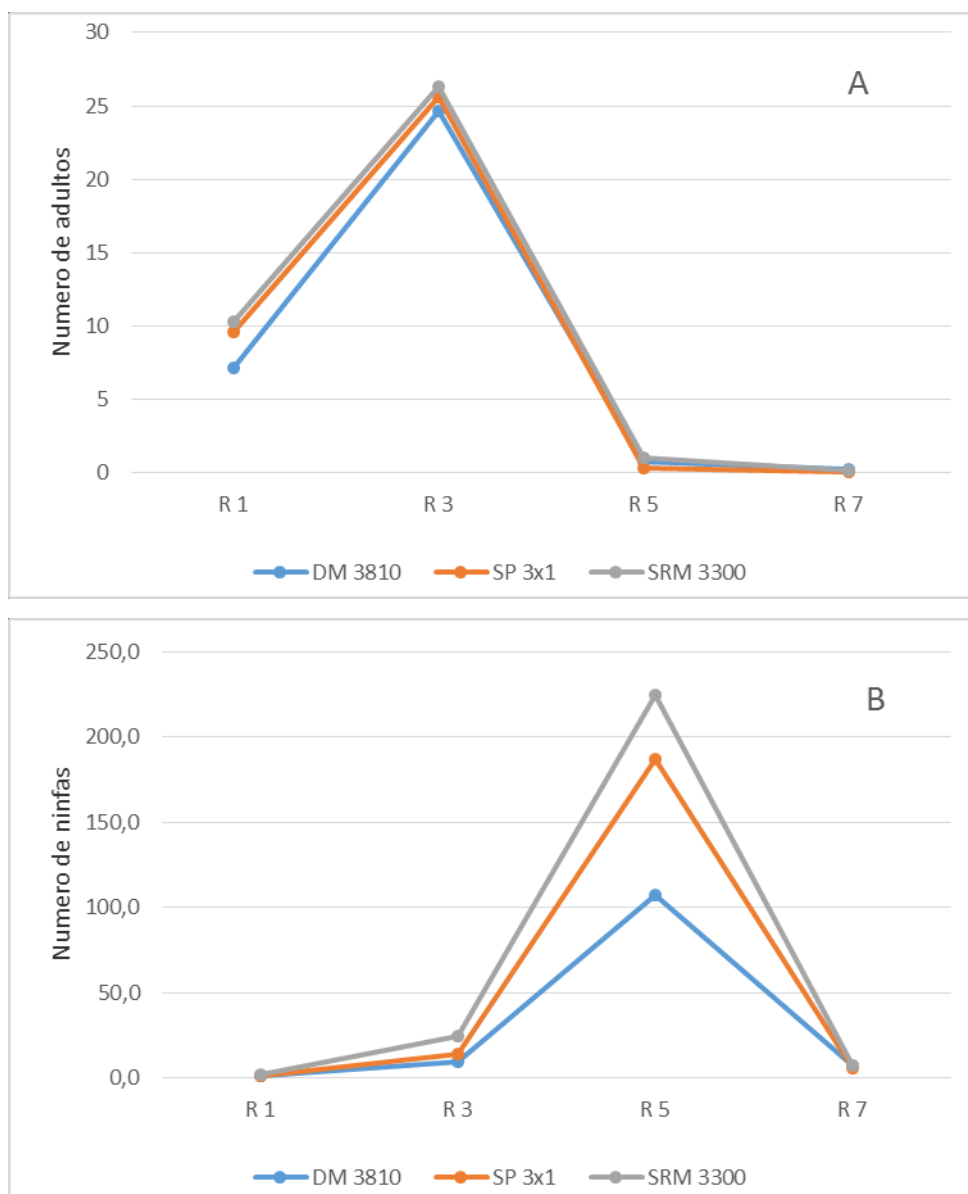 A
Numero de adultos
30
25
20
15
10
5
0
R 1 R 3 R 5 R 7
DM 3810 SP 3x1 SRM 3300
B
Numero de ninfas
250,0
200,0
150,0
100,0
50,0
0,0
R 1 R 3 R 5 R 7
DM 3810 SP 3x1 SRM 3300